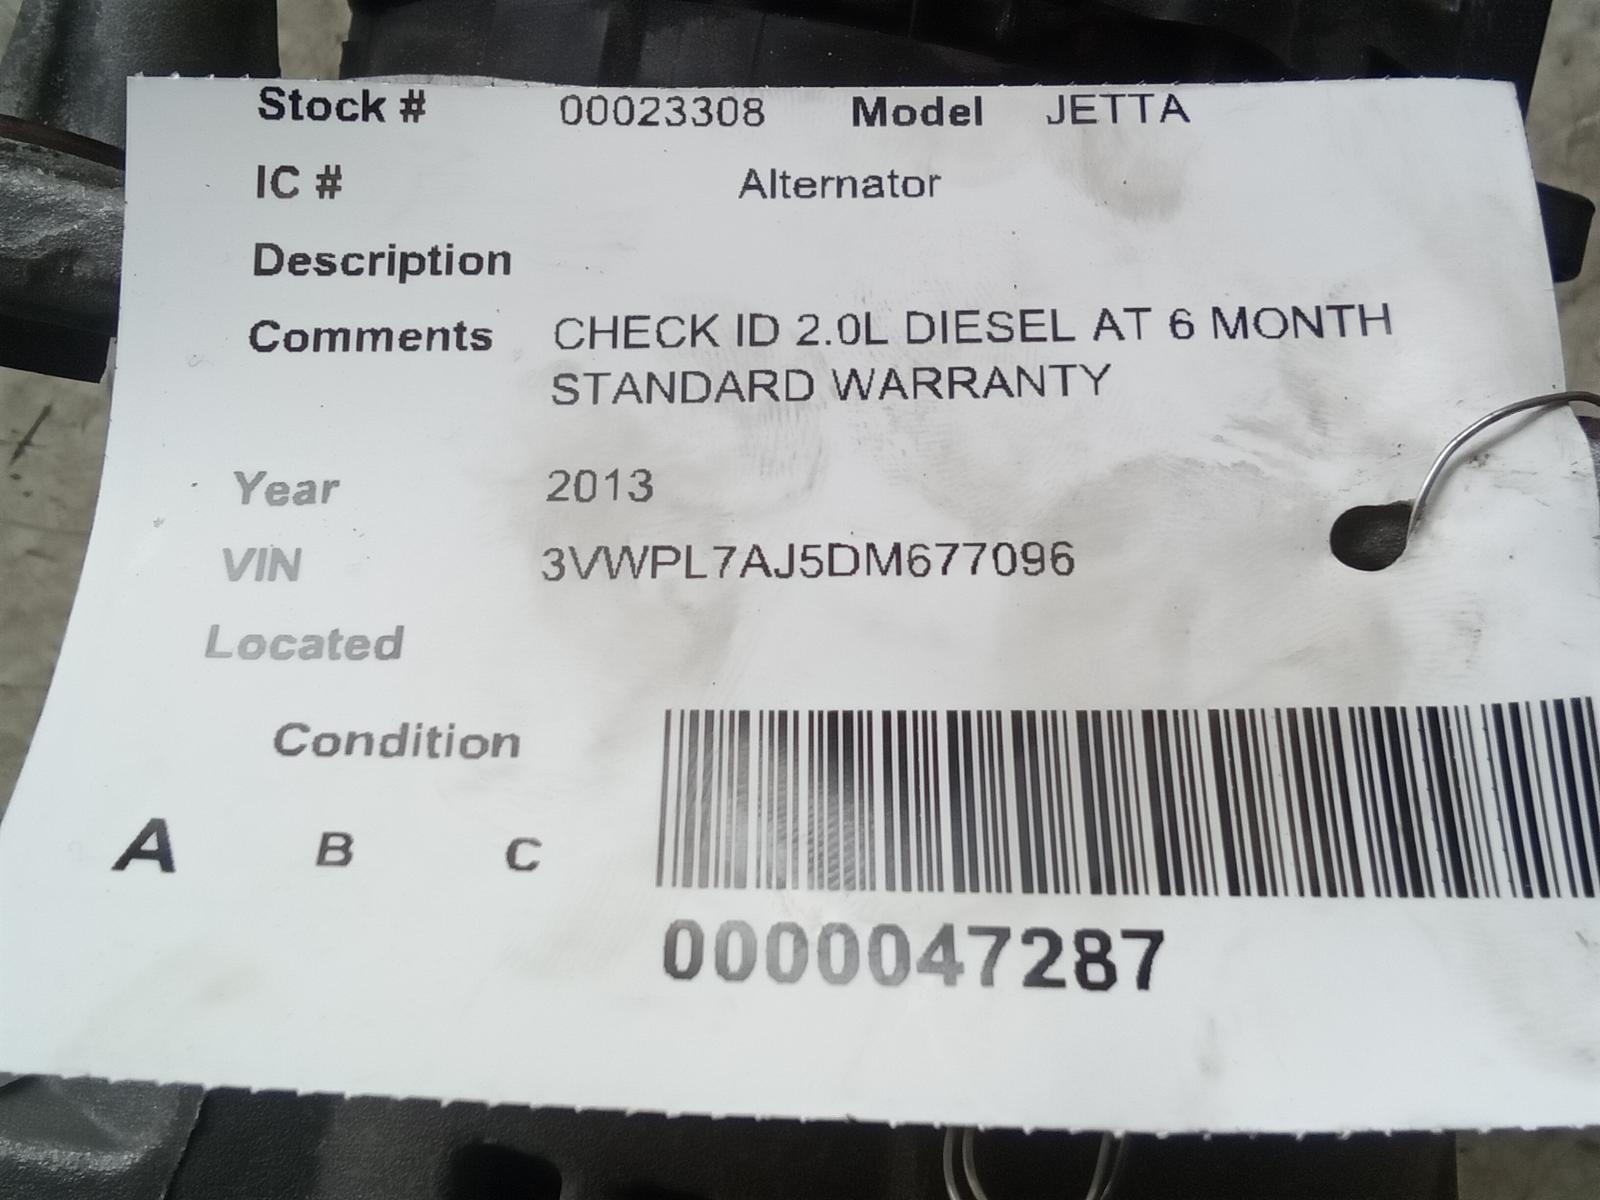 Stock # 00023308 Model JETTA
IC # Alternator
Description
Comments CHECK ID 2.0L DIESEL AT 6 MONTH
STANDARD WARRANTY
Year 2013
VIN 3VWPL7AJ5DM677096
Located
Condition
A B C
0000047287